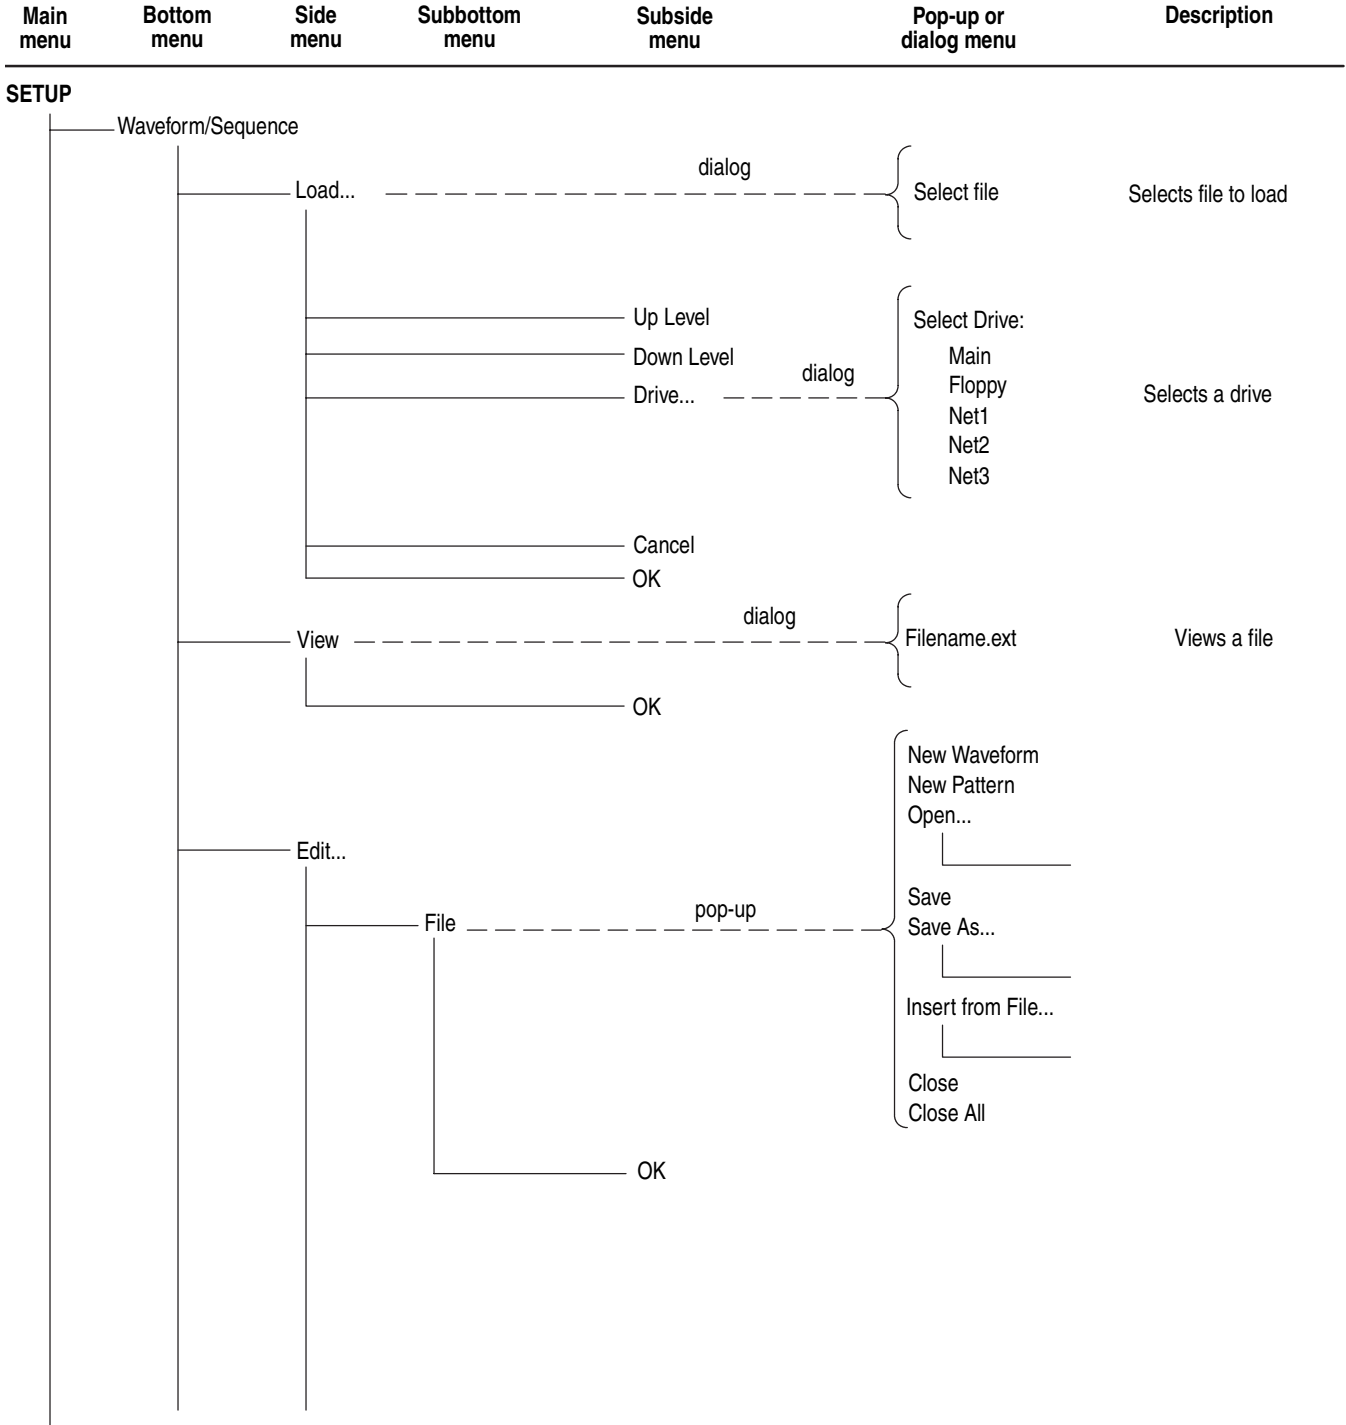 Main menu
Bottom menu
Side menu
Subbottom menu
Subside menu
Pop-up or dialog menu
Description
SETUP
Waveform/Sequence
Load...
dialog
Select file
Selects file to load
Up Level
Down Level
Drive...
dialog
Select Drive:
Main
Floppy
Net1
Net2
Net3
Selects a drive
Cancel
OK
View
dialog
Filename.ext
Views a file
OK
Edit...
File
pop-up
New Waveform
New Pattern
Open...
Save
Save As...
Insert from File...
Close
Close All
OK